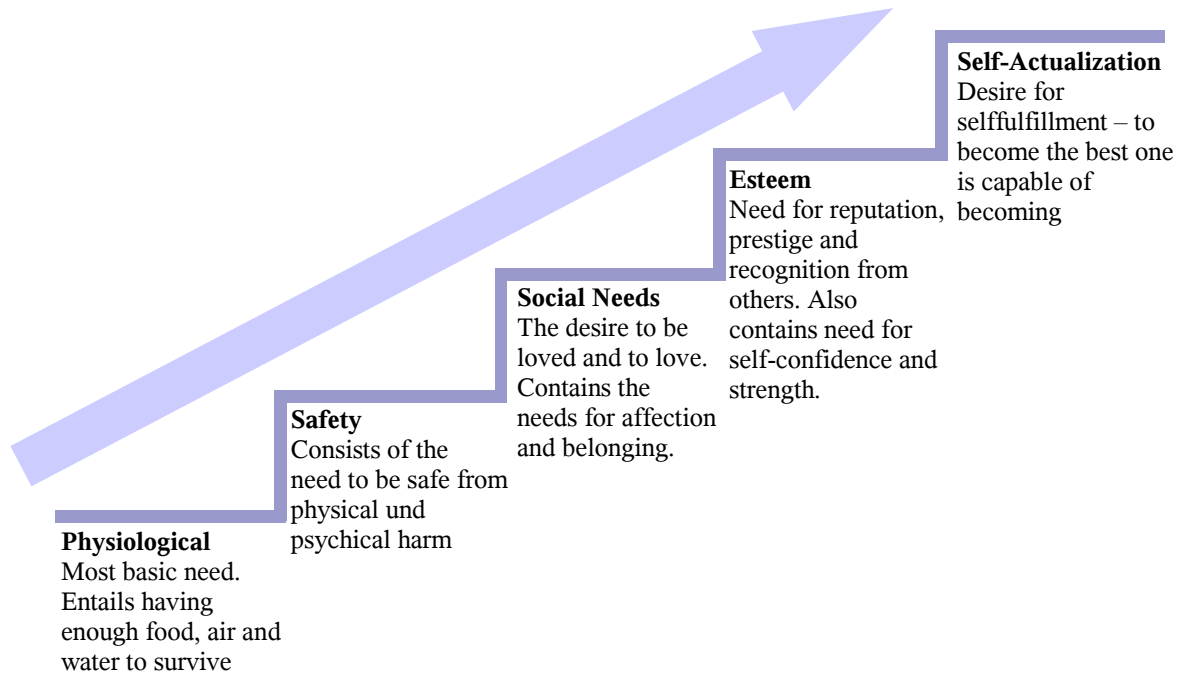 Self-Actualization
Desire for
selffulfillment – to
become the best one
is capable of
becoming
Esteem
Need for reputation,
prestige and
recognition from
others. Also
contains need for
self-confidence and
strength.
Social Needs
The desire to be
loved and to love.
Contains the
needs for affection
and belonging.
Safety
Consists of the
need to be safe from
physical und
psychical harm
Physiological
Most basic need.
Entails having
enough food, air and
water to survive